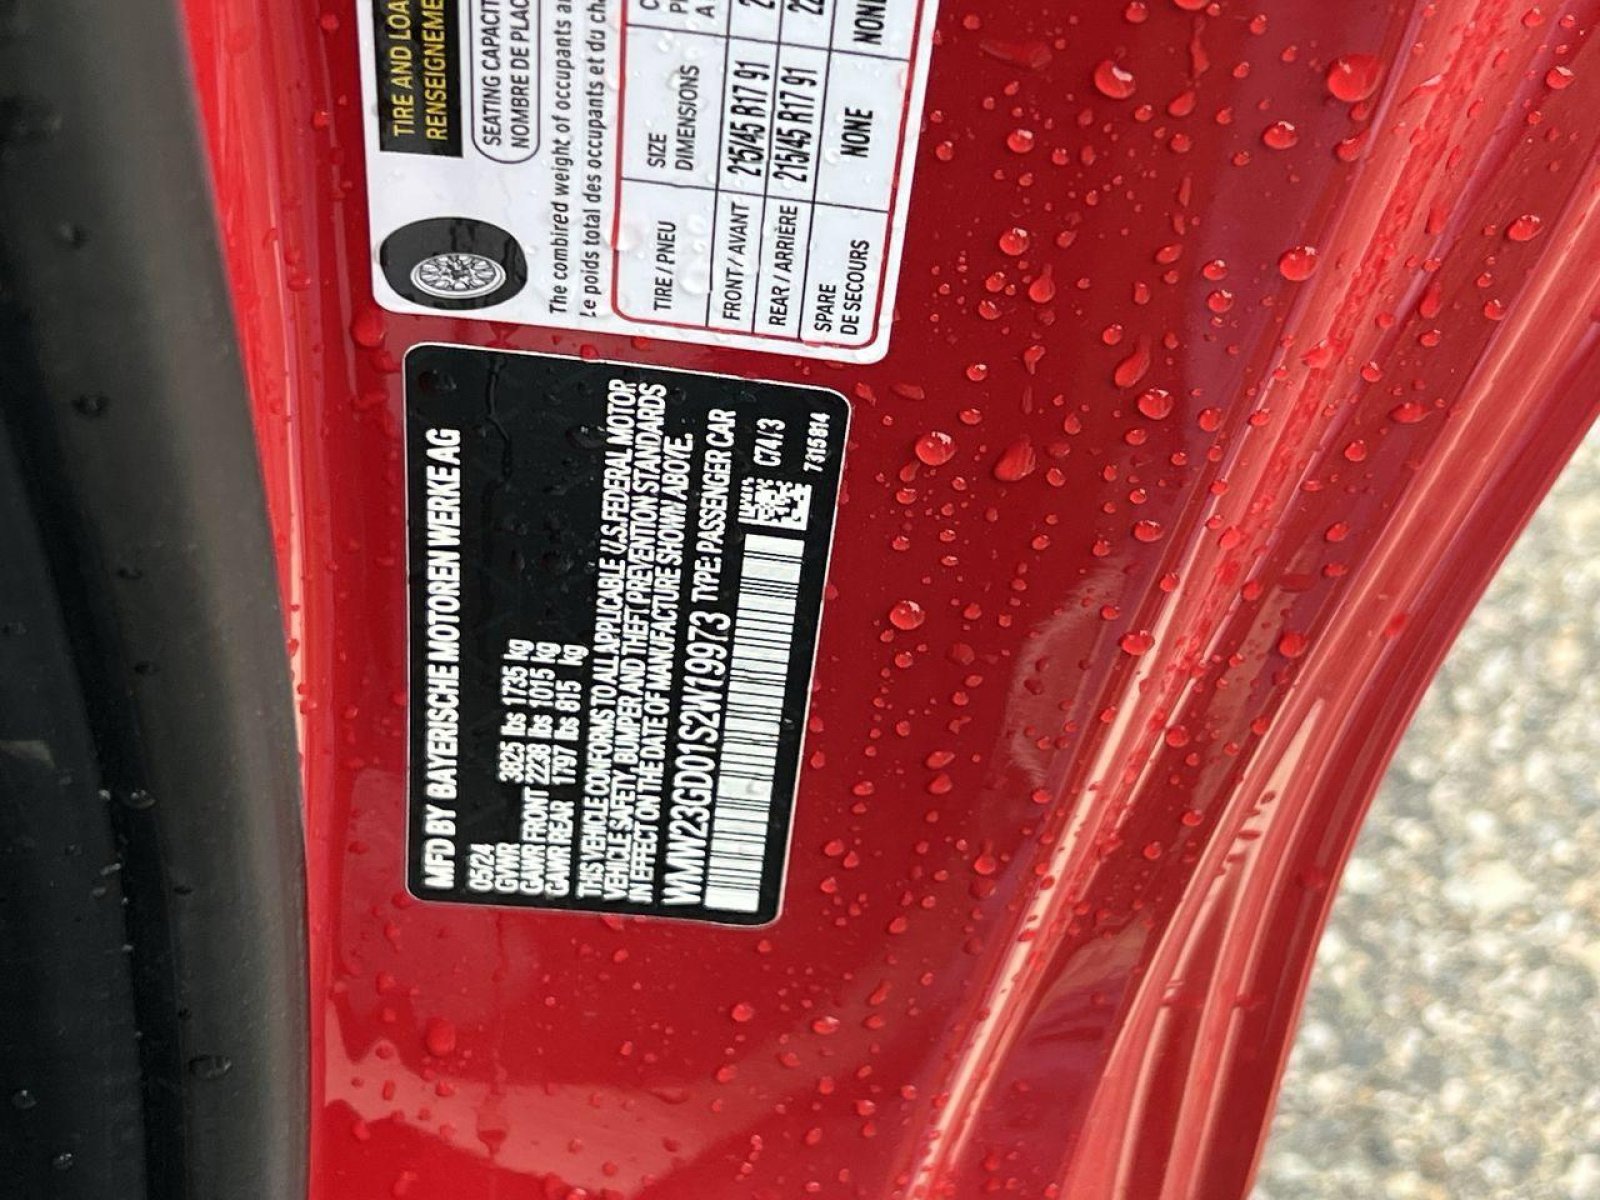 TIRE AND LOA
RENSEIGNEME
SEATING CAPACIT
NOMBRE DE PLAC
The combined weight of occupants a
Le poids total des occupants et du cha
TIRE / PNEU
SIZE
DIMENSIONS
FRONT / AVANT 215/45 R17 91
REAR / ARRIÈRE 215/45 R17 91
SPARE
DE SECOURS
NONE NONE
MFD BY BAYERISCHE MOTOREN WERKE AG
05/24
GVWR 3825 lbs 1735 kg
GAWR FRONT 2238 lbs 1015 kg
GAWR REAR 1797 lbs 815 kg
THIS VEHICLE CONFORMS TO ALL APPLICABLE U.S.FEDERAL MOTOR
VEHICLE SAFETY, BUMPER AND THEFT PREVENTION STANDARDS
IN EFFECT ON THE DATE OF MANUFACTURE SHOWN ABOVE.
WMW23GD01S2W19973 TYPE: PASSENGER CAR
C74/3
7315814